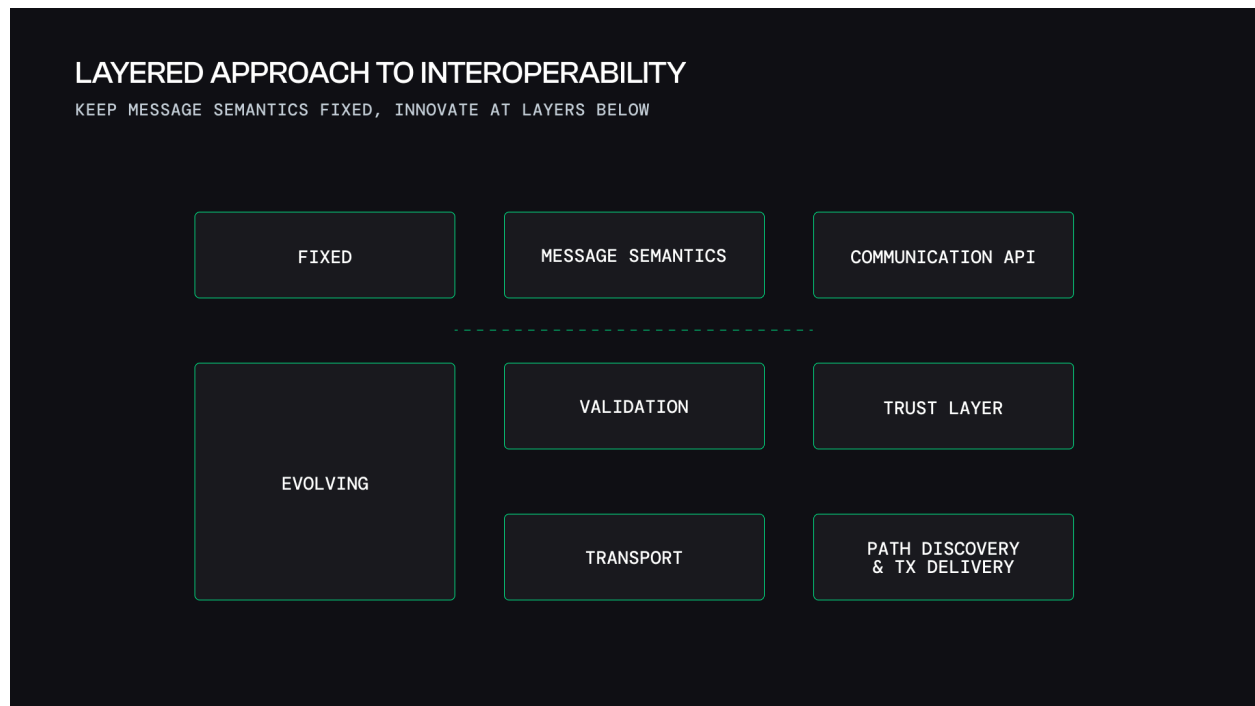 LAYERED APPROACH TO INTEROPERABILITY
KEEP MESSAGE SEMANTICS FIXED, INNOVATE AT LAYERS BELOW
FIXED
MESSAGE SEMANTICS
COMMUNICATION API
EVOLVING
VALIDATION
TRUST LAYER
TRANSPORT
PATH DISCOVERY
& TX DELIVERY